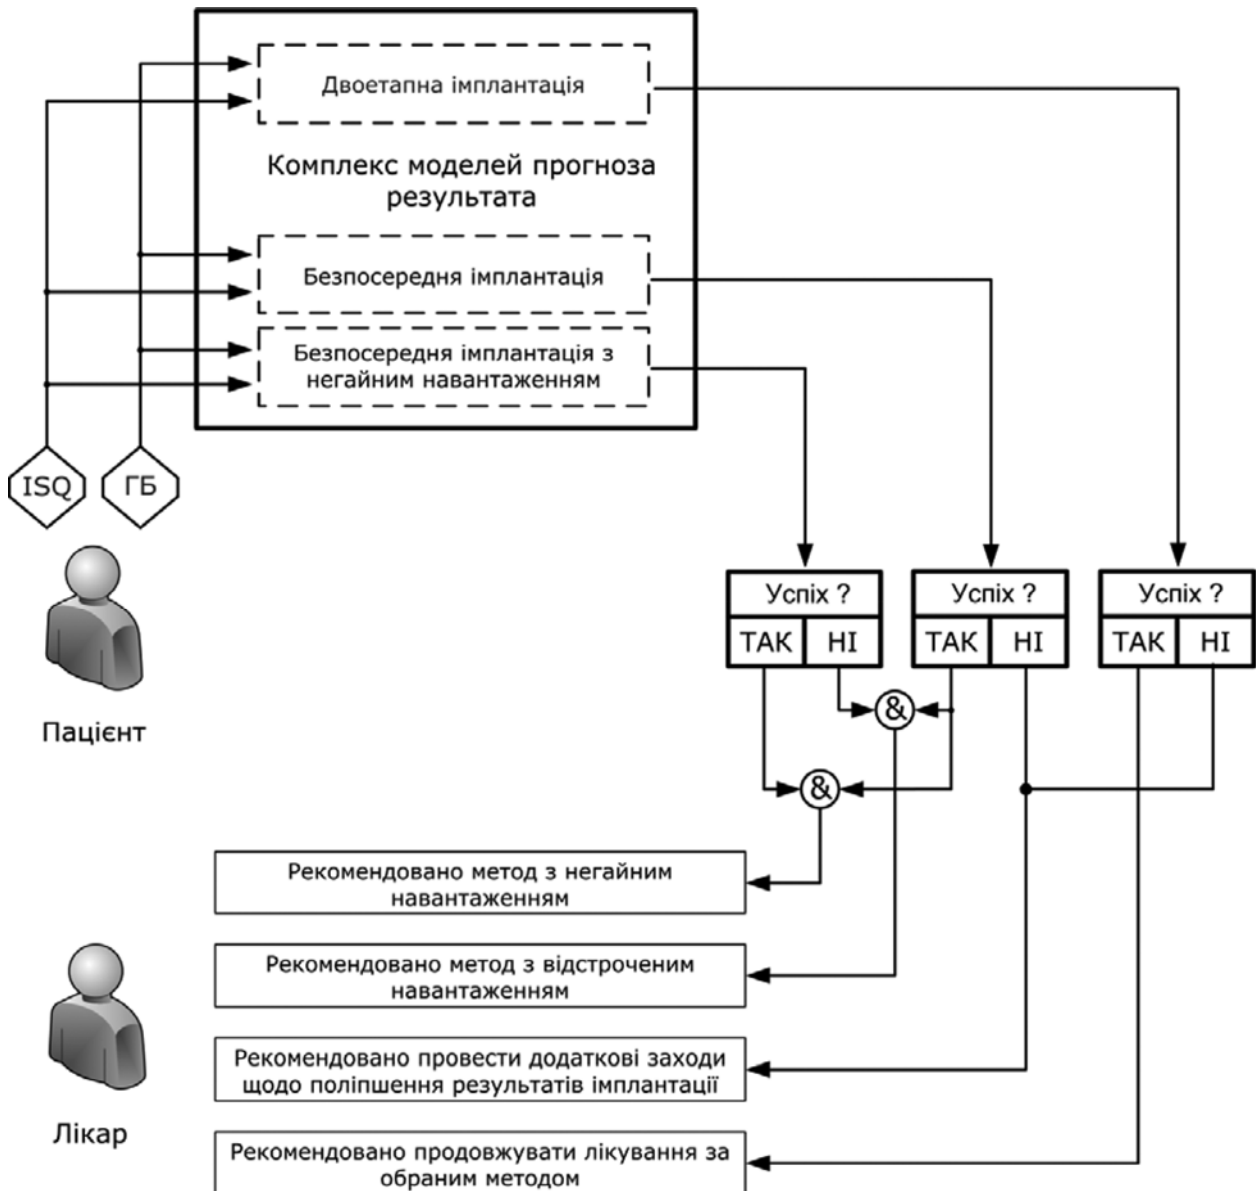 Двоетапна імплантація
Комплекс моделей прогноза
результата
Безпосередня імплантація
Безпосередня імплантація з
негайним навантаженням
ISQ
ГБ
Пацієнт
Успіх ?
ТАК
НІ
Успіх ?
ТАК
НІ
Успіх ?
ТАК
НІ
&
&
Рекомендовано метод з негайним
навантаженням
Рекомендовано метод з відстроченим
навантаженням
Рекомендовано провести додаткові заходи
щодо поліпшення результатів імплантації
Лікар
Рекомендовано продовжувати лікування за
обраним методом